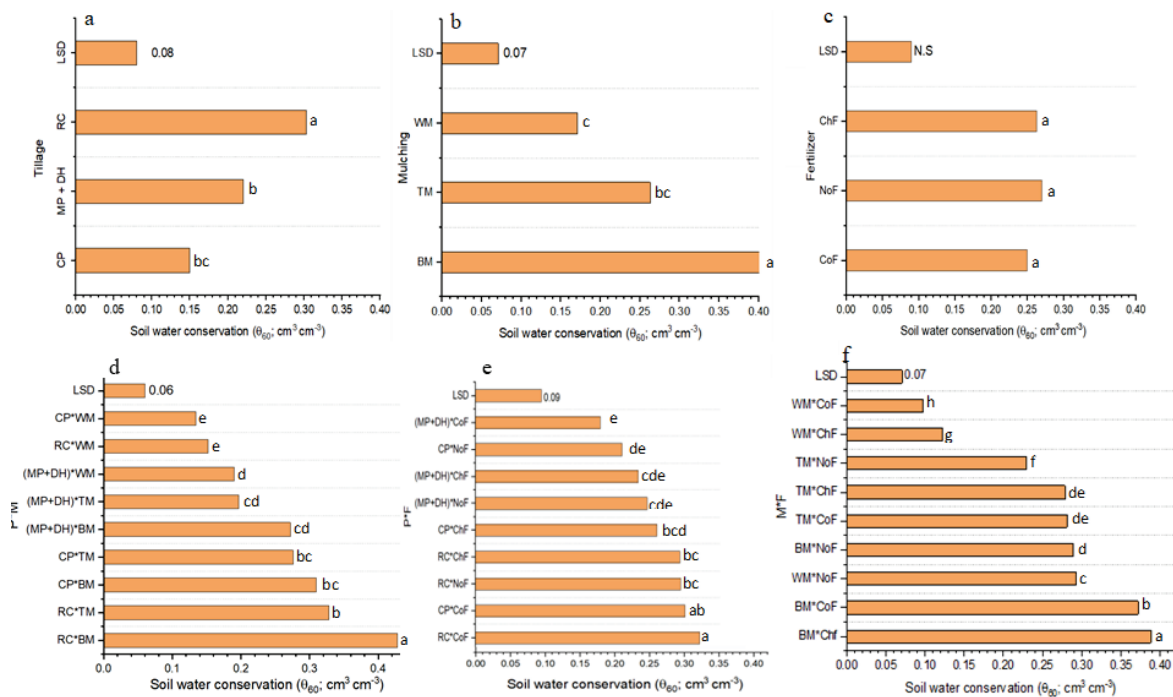 a
Tillage
LSD
0.08
RC
a
MP + DH
b
CP
bc
0.00 0.05 0.10 0.15 0.20 0.25 0.30 0.35 0.40
Soil water conservation (θ60; cm³ cm⁻³)
b
Mulching
LSD
0.07
WM
c
TM
bc
BM
a
0.00 0.05 0.10 0.15 0.20 0.25 0.30 0.35 0.40
Soil water conservation (θ60; cm³ cm⁻³)
c
Fertilizer
LSD
N.S
ChF
a
NoF
a
CoF
a
0.00 0.05 0.10 0.15 0.20 0.25 0.30 0.35 0.40
Soil water conservation (θ60; cm³ cm⁻³)
d
P*M
LSD
0.06
CP*WM
e
RC*WM
e
(MP+DH)*WM
d
(MP+DH)*TM
cd
(MP+DH)*BM
cd
CP*TM
bc
CP*BM
bc
RC*TM
b
RC*BM
a
0.0 0.1 0.2 0.3 0.4
Soil water conservation (θ60; cm³ cm⁻³)
e
P*F
LSD
0.09
(MP+DH)*CoF
e
CP*NoF
de
(MP+DH)*ChF
cde
(MP+DH)*NoF
cde
CP*ChF
bcd
RC*ChF
bc
RC*NoF
bc
CP*CoF
ab
RC*CoF
a
0.00 0.05 0.10 0.15 0.20 0.25 0.30 0.35 0.40
Soil water conservation (θ60; cm³ cm⁻³)
f
M*F
LSD
0.07
WM*CoF
h
WM*ChF
g
TM*NoF
f
TM*ChF
de
TM*CoF
de
BM*NoF
d
WM*NoF
c
BM*CoF
b
BM*Chf
a
0.00 0.05 0.10 0.15 0.20 0.25 0.30 0.35 0.40
Soil water conservation (θ60; cm³ cm⁻³)